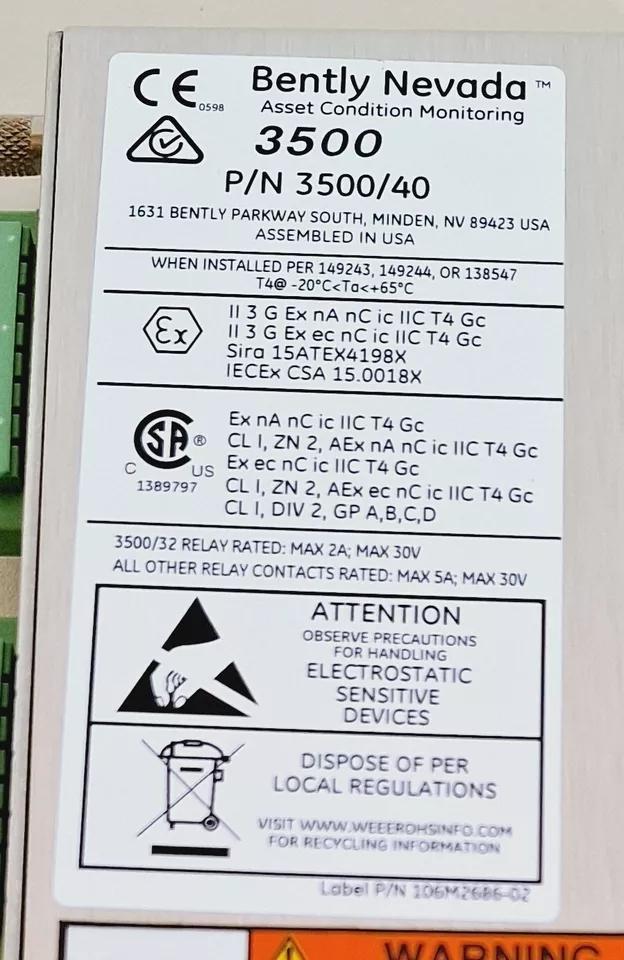 CE 0598
Bently Nevada™
Asset Condition Monitoring
3500
P/N 3500/40
1631 BENTLY PARKWAY SOUTH, MINDEN, NV 89423 USA
ASSEMBLED IN USA
WHEN INSTALLED PER 149243, 149244, OR 138547
T4@ -20°C<Ta<+65°C
Ex
II 3 G Ex nA nC ic IIC T4 Gc
II 3 G Ex ec nC ic IIC T4 Gc
Sira 15ATEX4198X
IECEx CSA 15.0018X
CSA®
C US
1389797
Ex nA nC ic IIC T4 Gc
CL I, ZN 2, AEx nA nC ic IIC T4 Gc
Ex ec nC ic IIC T4 Gc
CL I, ZN 2, AEx ec nC ic IIC T4 Gc
CL I, DIV 2, GP A,B,C,D
3500/32 RELAY RATED: MAX 2A; MAX 30V
ALL OTHER RELAY CONTACTS RATED: MAX 5A; MAX 30V
ATTENTION
OBSERVE PRECAUTIONS
FOR HANDLING
ELECTROSTATIC
SENSITIVE
DEVICES
DISPOSE OF PER
LOCAL REGULATIONS
VISIT WWW.WEEEROHSINFO.COM
FOR RECYCLING INFORMATION
Label P/N 106M2686-02
WARNING